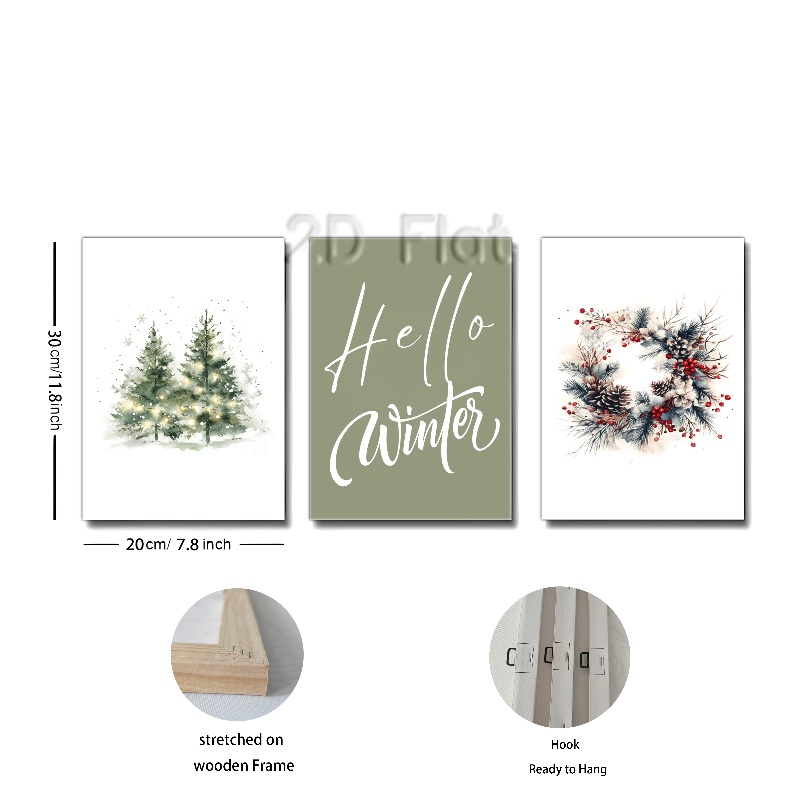 2D Flat
Hello
Winter
30cm/11.8inch
20cm/ 7.8 inch
stretched on
wooden Frame
Hook
Ready to Hang